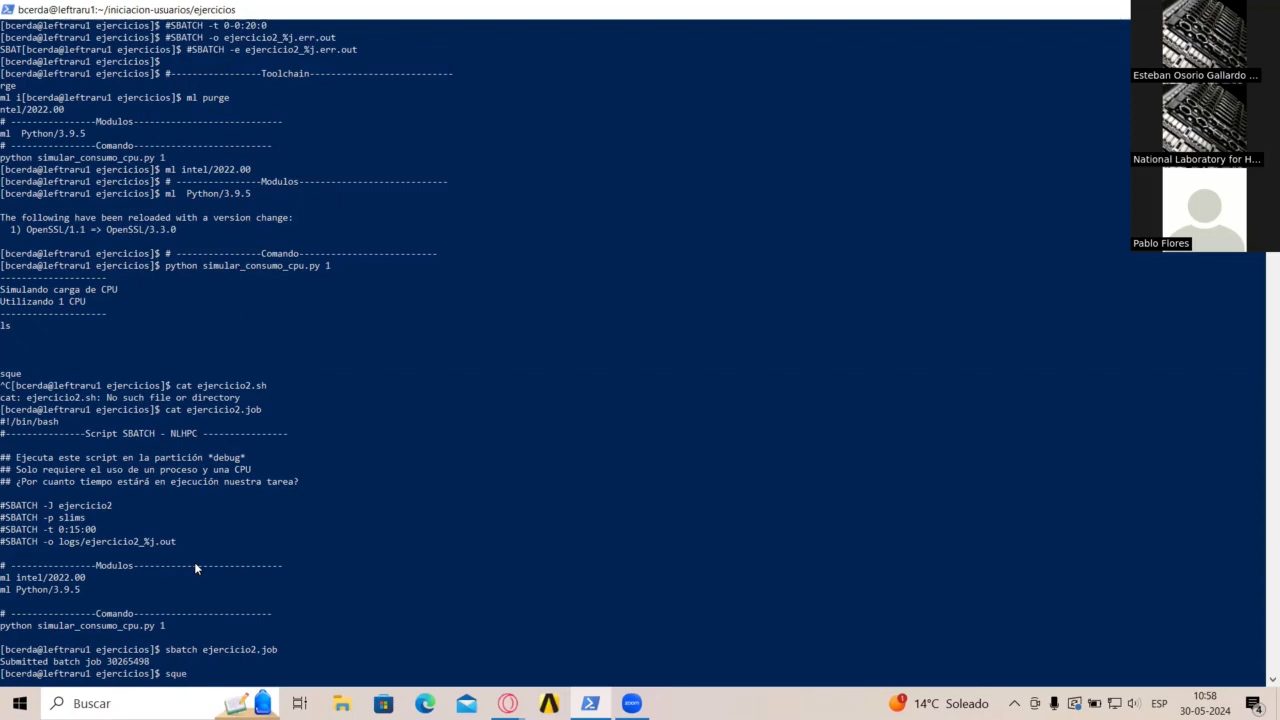 bcerda@leftraru1:~/iniciacion-usuarios/ejercicios
[bcerda@leftraru1 ejercicios]$ #SBATCH -t 0-0:20:0
[bcerda@leftraru1 ejercicios]$ #SBATCH -o ejercicio2_%j.err.out
SBAT[bcerda@leftraru1 ejercicios]$ #SBATCH -e ejercicio2_%j.err.out
[bcerda@leftraru1 ejercicios]$
[bcerda@leftraru1 ejercicios]$ #-----------------Toolchain---------------------------
rge
ml i[bcerda@leftraru1 ejercicios]$ ml purge
ntel/2022.00
# ----------------Modulos----------------------------
ml  Python/3.9.5
# ----------------Comando--------------------------
python simular_consumo_cpu.py 1
[bcerda@leftraru1 ejercicios]$ ml intel/2022.00
[bcerda@leftraru1 ejercicios]$ # ----------------Modulos----------------------------
[bcerda@leftraru1 ejercicios]$ ml  Python/3.9.5
The following have been reloaded with a version change:
1) OpenSSL/1.1 => OpenSSL/3.3.0
[bcerda@leftraru1 ejercicios]$ # ----------------Comando--------------------------
[bcerda@leftraru1 ejercicios]$ python simular_consumo_cpu.py 1
--------------------
Simulando carga de CPU
Utilizando 1 CPU
--------------------
ls
sque
^C[bcerda@leftraru1 ejercicios]$ cat ejercicio2.sh
cat: ejercicio2.sh: No such file or directory
[bcerda@leftraru1 ejercicios]$ cat ejercicio2.job
#!/bin/bash
#---------------Script SBATCH - NLHPC ----------------
## Ejecuta este script en la partición *debug*
## Solo requiere el uso de un proceso y una CPU
## ¿Por cuanto tiempo estárá en ejecución nuestra tarea?
#SBATCH -J ejercicio2
#SBATCH -p slims
#SBATCH -t 0:15:00
#SBATCH -o logs/ejercicio2_%j.out
# ----------------Modulos----------------------------
ml intel/2022.00
ml Python/3.9.5
# ----------------Comando--------------------------
python simular_consumo_cpu.py 1
[bcerda@leftraru1 ejercicios]$ sbatch ejercicio2.job
Submitted batch job 30265498
[bcerda@leftraru1 ejercicios]$ sque
Esteban Osorio Gallardo ...
National Laboratory for H...
Pablo Flores
Buscar
zoom
1
14°C Soleado
ESP
10:58
30-05-2024
4